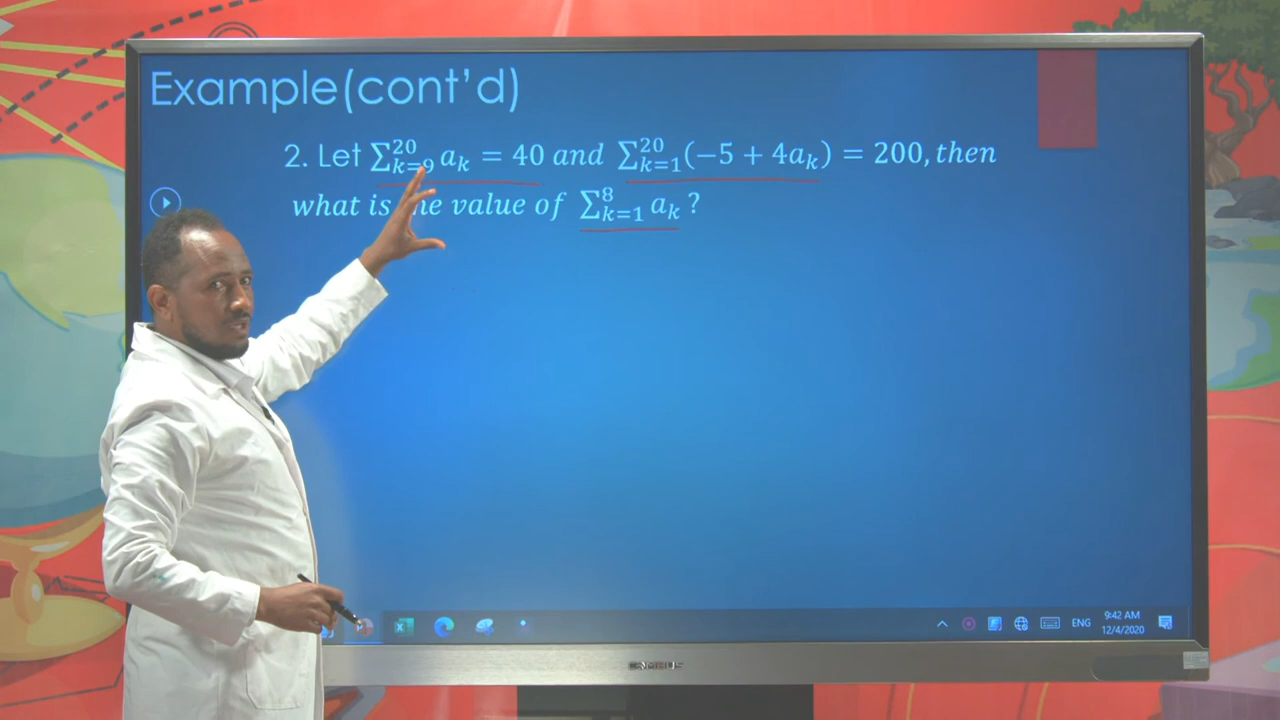 Example(cont'd)
2. Let ∑_{k=9}^{20} a_k = 40 and ∑_{k=1}^{20}(−5 + 4a_k) = 200, then
what is the value of ∑_{k=1}^{8} a_k ?
ENG
9:42 AM
12/4/2020